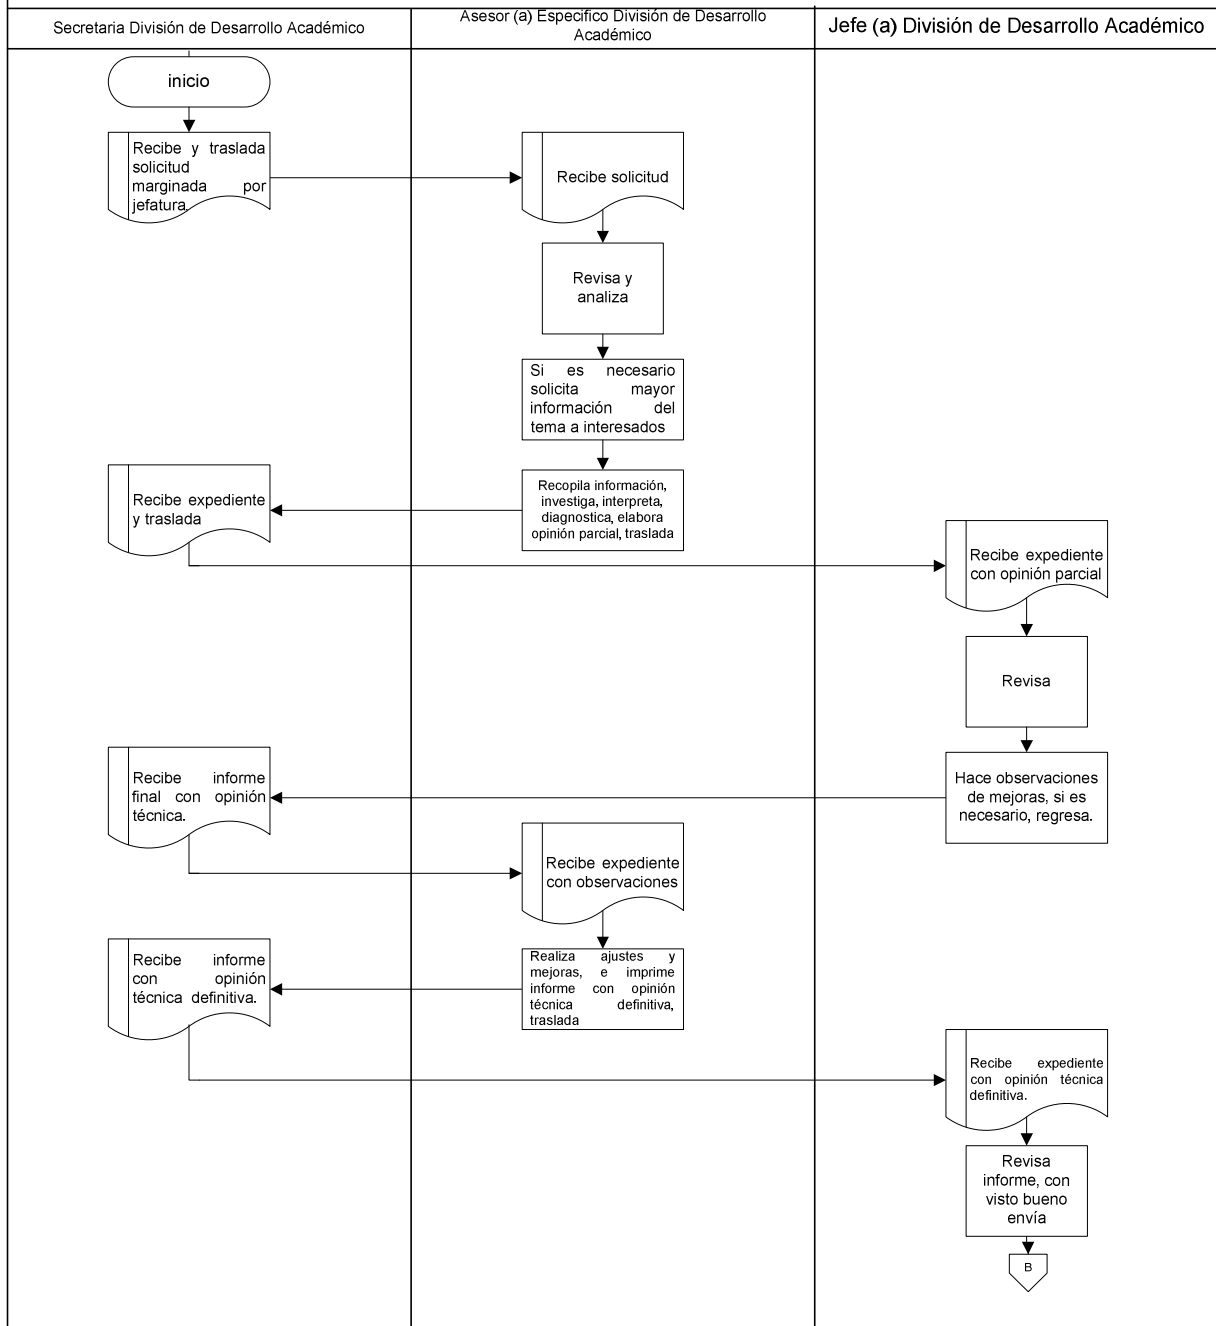 Secretaria División de Desarrollo Académico
Asesor (a) Especifico División de Desarrollo
Académico
Jefe (a) División de Desarrollo Académico
inicio
Recibe y traslada
solicitud
marginada por
jefatura.
Recibe solicitud
Revisa y
analiza
Si es necesario
solicita mayor
información del
tema a interesados
Recopila información,
investiga, interpreta,
diagnostica, elabora
opinión parcial, traslada
Recibe expediente
y traslada
Recibe expediente
con opinión parcial
Revisa
Hace observaciones
de mejoras, si es
necesario, regresa.
Recibe informe
final con opinión
técnica.
Recibe expediente
con observaciones
Realiza ajustes y
mejoras, e imprime
informe con opinión
técnica definitiva,
traslada
Recibe informe
con opinión
técnica definitiva.
Recibe expediente
con opinión técnica
definitiva.
Revisa
informe, con
visto bueno
envía
B